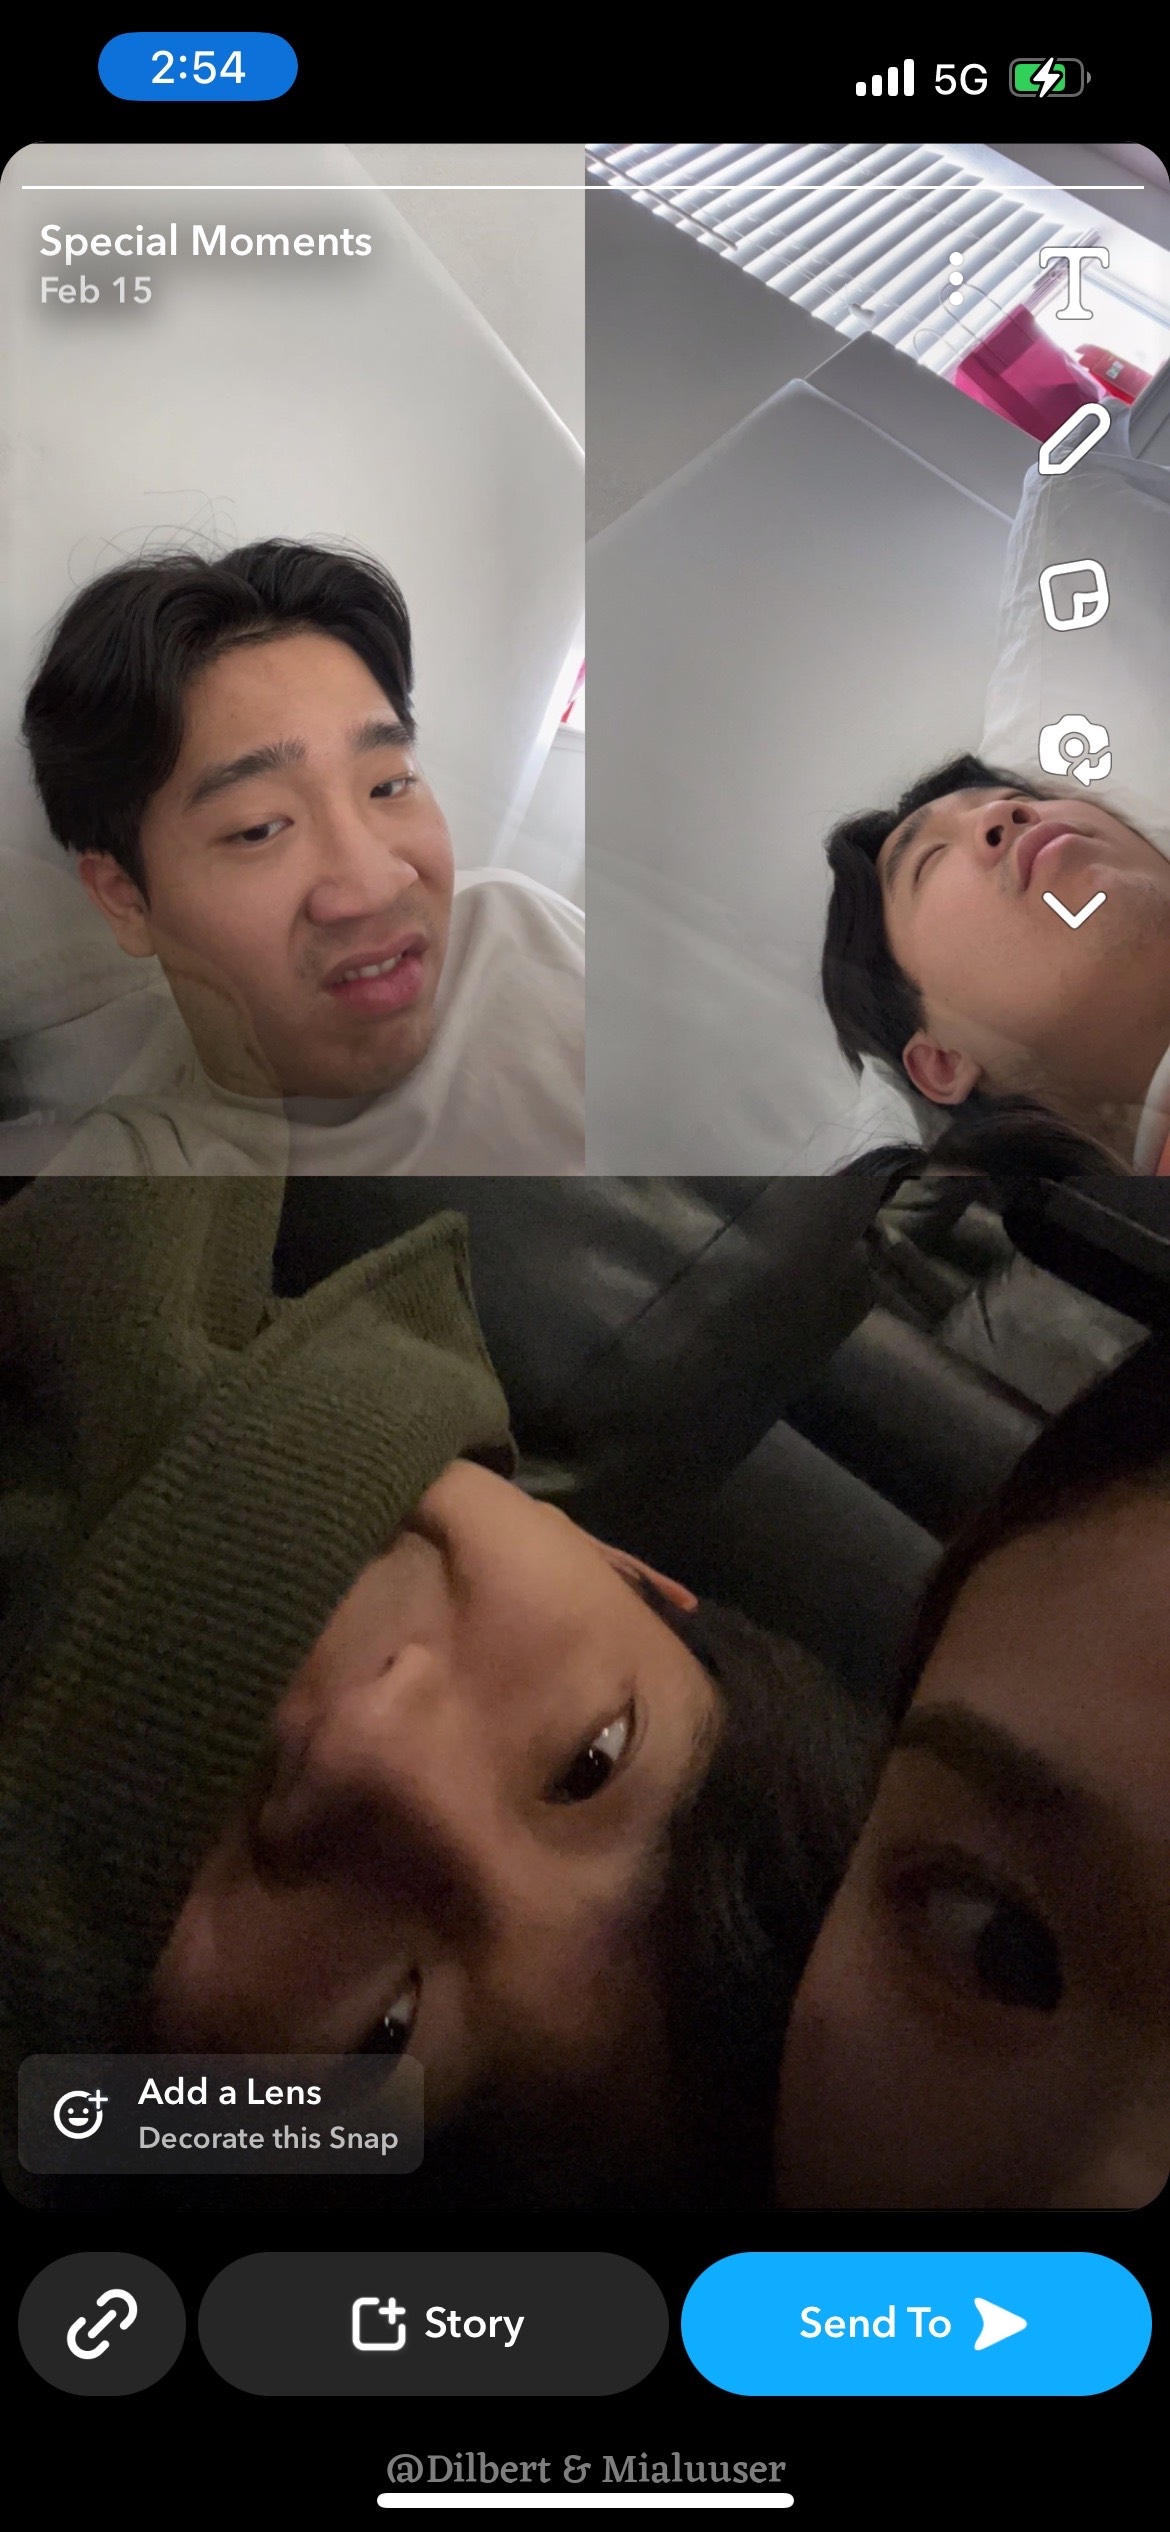 2:54
5G
Special Moments
Feb 15
T
Add a Lens
Decorate this Snap
Story
Send To
@Dilbert & Mialuuser